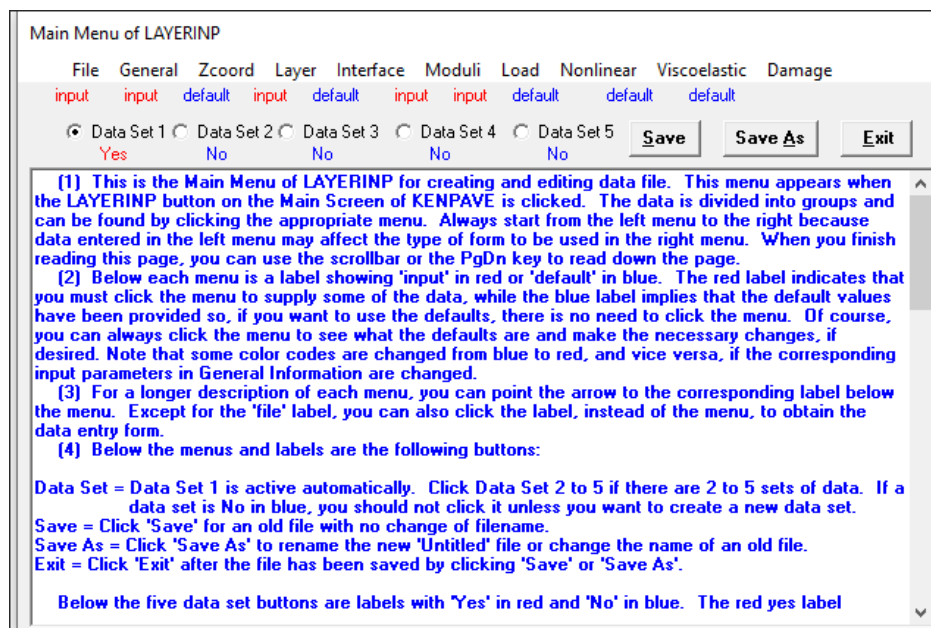 Main Menu of LAYERINP
File General Zcoord Layer Interface Moduli Load Nonlinear Viscoelastic Damage
input input default input default input input default default default
Data Set 1 Data Set 2 Data Set 3 Data Set 4 Data Set 5 Save Save As Exit
Yes No No No No
(1) This is the Main Menu of LAYERINP for creating and editing data file. This menu appears when
the LAYERINP button on the Main Screen of KENPAVE is clicked. The data is divided into groups and
can be found by clicking the appropriate menu. Always start from the left menu to the right because
data entered in the left menu may affect the type of form to be used in the right menu. When you finish
reading this page, you can use the scrollbar or the PgDn key to read down the page.
(2) Below each menu is a label showing 'input' in red or 'default' in blue. The red label indicates that
you must click the menu to supply some of the data, while the blue label implies that the default values
have been provided so, if you want to use the defaults, there is no need to click the menu. Of course,
you can always click the menu to see what the defaults are and make the necessary changes, if
desired. Note that some color codes are changed from blue to red, and vice versa, if the corresponding
input parameters in General Information are changed.
(3) For a longer description of each menu, you can point the arrow to the corresponding label below
the menu. Except for the 'file' label, you can also click the label, instead of the menu, to obtain the
data entry form.
(4) Below the menus and labels are the following buttons:
Data Set = Data Set 1 is active automatically. Click Data Set 2 to 5 if there are 2 to 5 sets of data. If a
data set is No in blue, you should not click it unless you want to create a new data set.
Save = Click 'Save' for an old file with no change of filename.
Save As = Click 'Save As' to rename the new 'Untitled' file or change the name of an old file.
Exit = Click 'Exit' after the file has been saved by clicking 'Save' or 'Save As'.
Below the five data set buttons are labels with 'Yes' in red and 'No' in blue. The red yes label